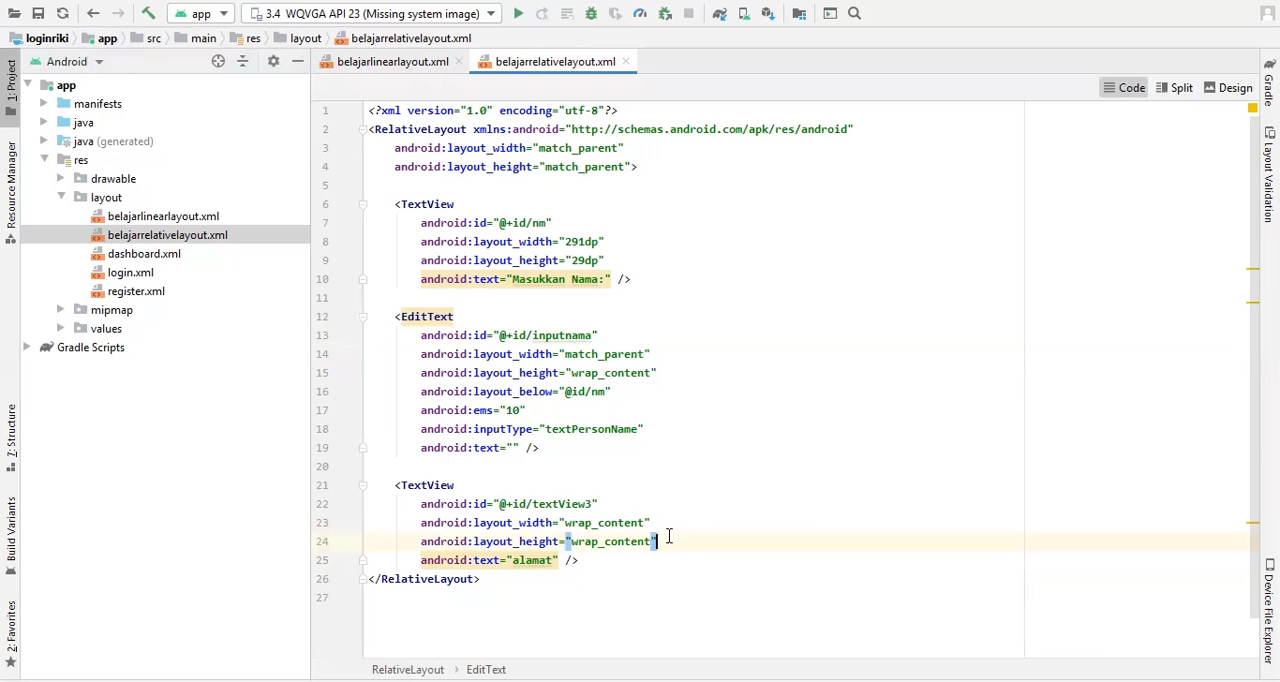 app
3.4 WQVGA API 23 (Missing system image)
loginriki
app
src
main
res
layout
belajarrelativelayout.xml
Android
belajarlinearlayout.xml
belajarrelativelayout.xml
Code
Split
Design
1: Project
Resource Manager
Z: Structure
Build Variants
2: Favorites
app
manifests
java
java (generated)
res
drawable
layout
belajarlinearlayout.xml
belajarrelativelayout.xml
dashboard.xml
login.xml
register.xml
mipmap
values
Gradle Scripts
1 <?xml version="1.0" encoding="utf-8"?>
2 <RelativeLayout xmlns:android="http://schemas.android.com/apk/res/android"
3 android:layout_width="match_parent"
4 android:layout_height="match_parent">
5
6 <TextView
7 android:id="@+id/nm"
8 android:layout_width="291dp"
9 android:layout_height="29dp"
10 android:text="Masukkan Nama:" />
11
12 <EditText
13 android:id="@+id/inputnama"
14 android:layout_width="match_parent"
15 android:layout_height="wrap_content"
16 android:layout_below="@id/nm"
17 android:ems="10"
18 android:inputType="textPersonName"
19 android:text="" />
20
21 <TextView
22 android:id="@+id/textView3"
23 android:layout_width="wrap_content"
24 android:layout_height="wrap_content"
25 android:text="alamat" />
26 </RelativeLayout>
27
RelativeLayout
EditText
Gradle
Layout Validation
Device File Explorer